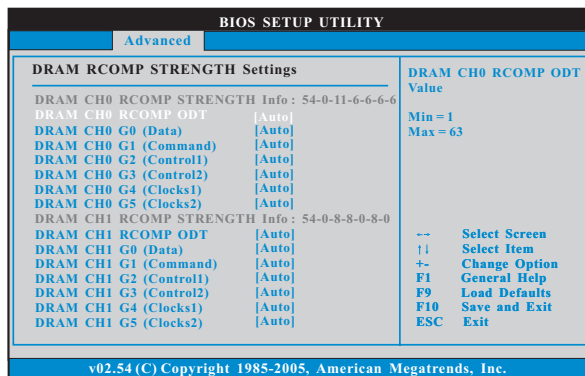 BIOS SETUP UTILITY
Advanced
DRAM RCOMP STRENGTH Settings
DRAM CH0 RCOMP STRENGTH Info : 54-0-11-6-6-6-6
DRAM CH0 RCOMP ODT [Auto]
DRAM CH0 G0 (Data) [Auto]
DRAM CH0 G1 (Command) [Auto]
DRAM CH0 G2 (Control1) [Auto]
DRAM CH0 G3 (Control2) [Auto]
DRAM CH0 G4 (Clocks1) [Auto]
DRAM CH0 G5 (Clocks2) [Auto]
DRAM CH1 RCOMP STRENGTH Info : 54-0-8-8-0-8-0
DRAM CH1 RCOMP ODT [Auto]
DRAM CH1 G0 (Data) [Auto]
DRAM CH1 G1 (Command) [Auto]
DRAM CH1 G2 (Control1) [Auto]
DRAM CH1 G3 (Control2) [Auto]
DRAM CH1 G4 (Clocks1) [Auto]
DRAM CH1 G5 (Clocks2) [Auto]
DRAM CH0 RCOMP ODT
Value
Min = 1
Max = 63
←→ Select Screen
↑↓ Select Item
+- Change Option
F1 General Help
F9 Load Defaults
F10 Save and Exit
ESC Exit
v02.54 (C) Copyright 1985-2005, American Megatrends, Inc.